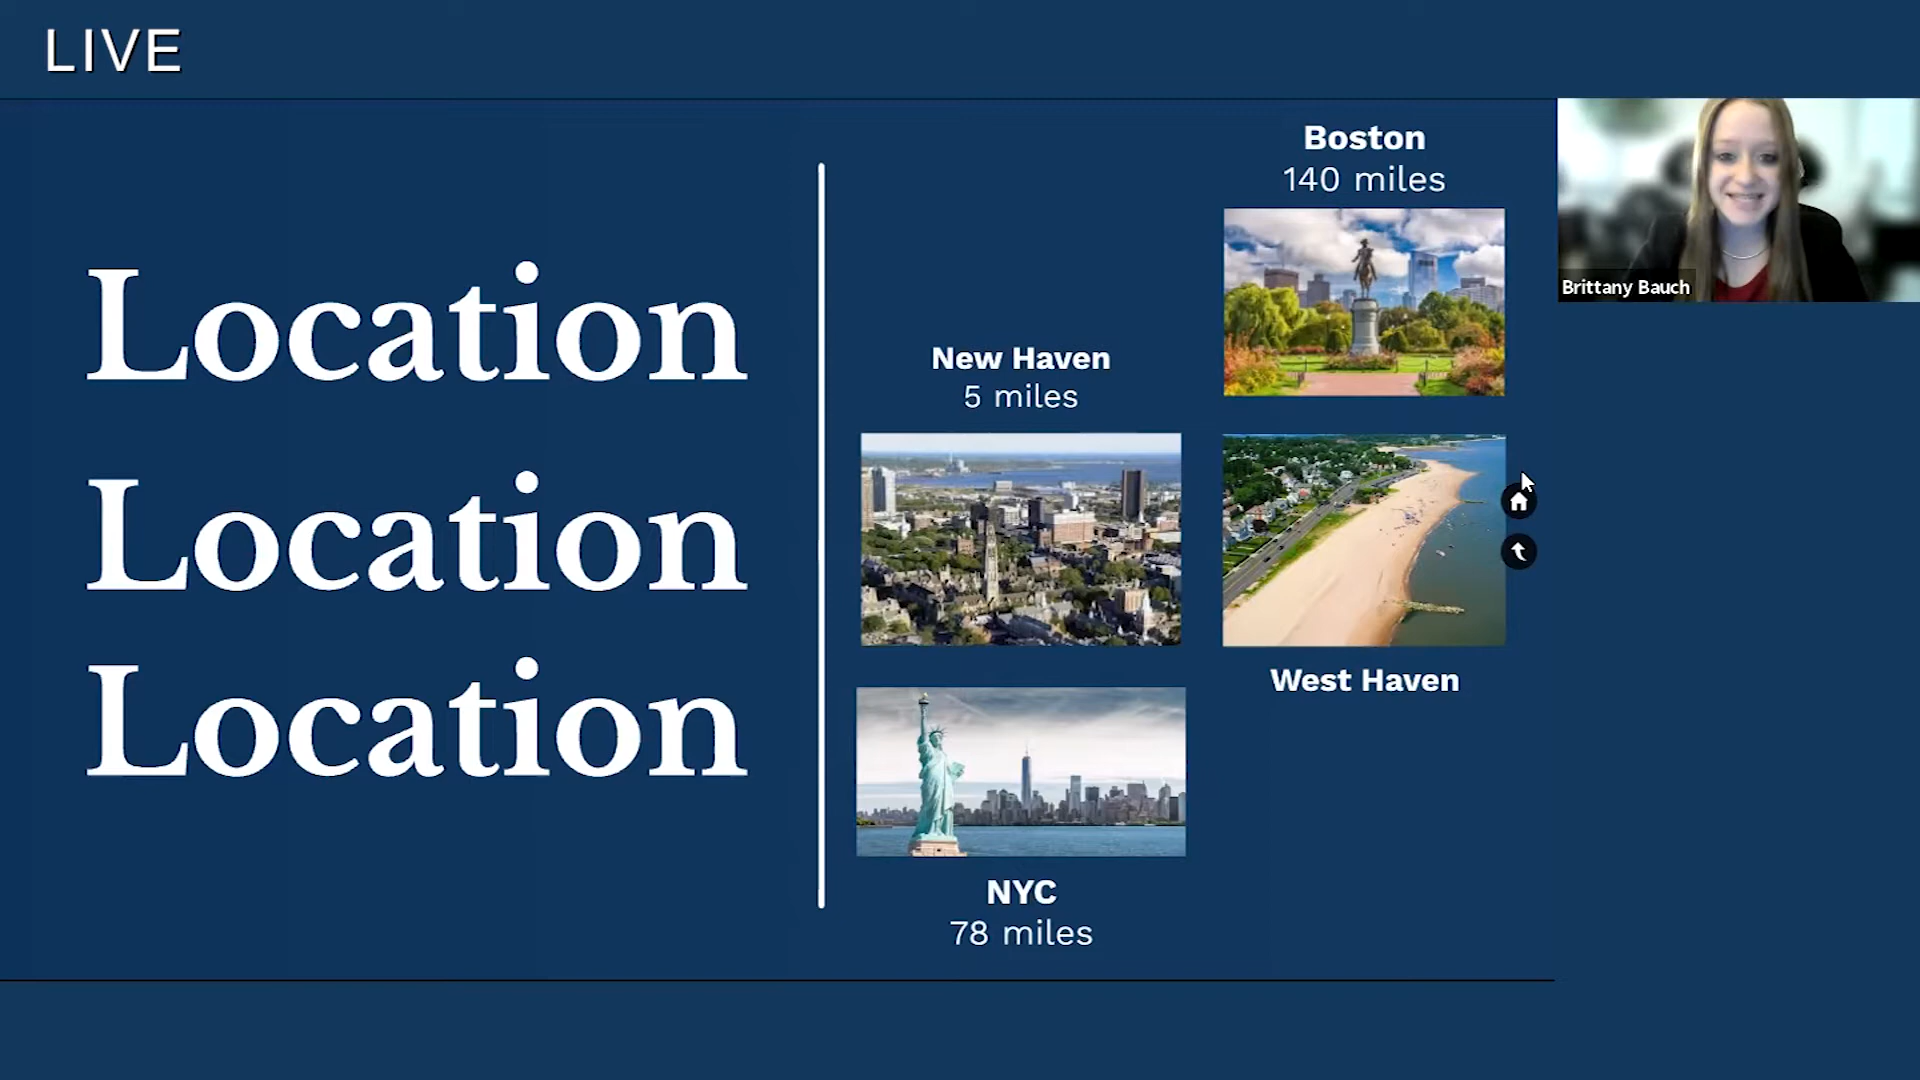 LIVE
Location
Location
Location
Boston
140 miles
New Haven
5 miles
West Haven
NYC
78 miles
Brittany Bauch